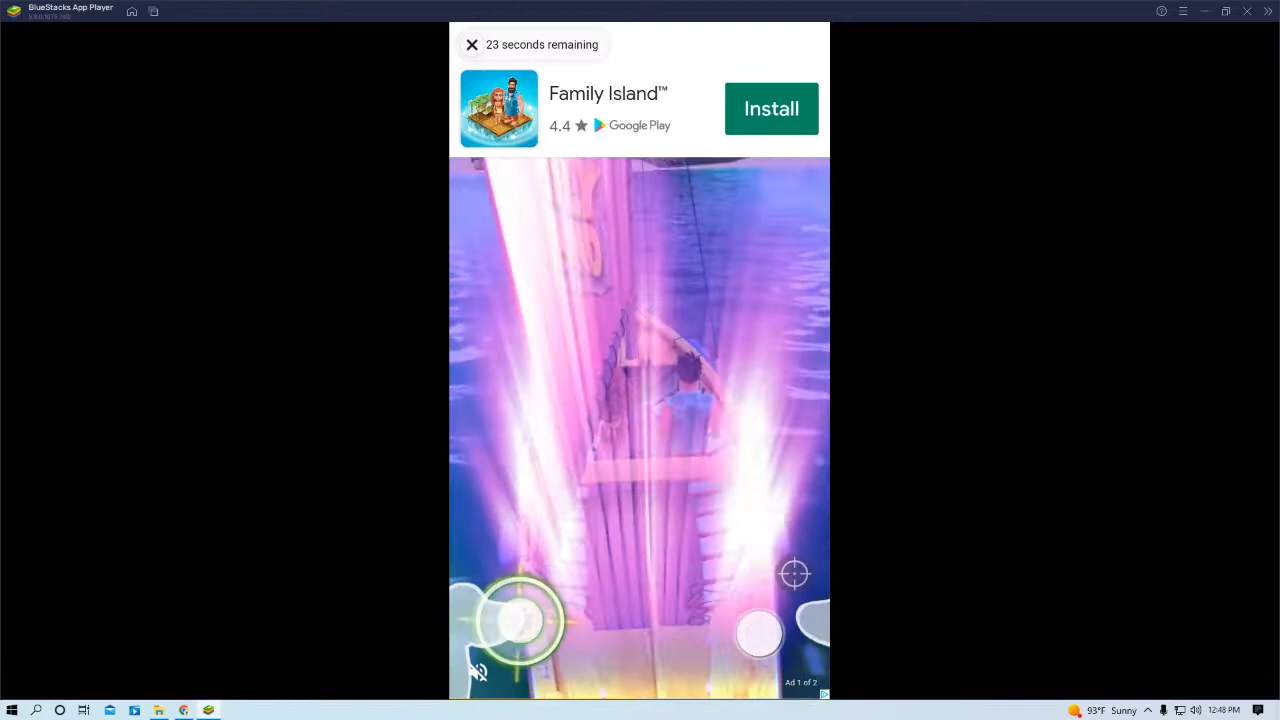 BlueStacks App Player
23 seconds remaining
Family Island™
4.4 ★ Google Play
Install
Ad 1 of 2
93°F Sunny
12:48 PM